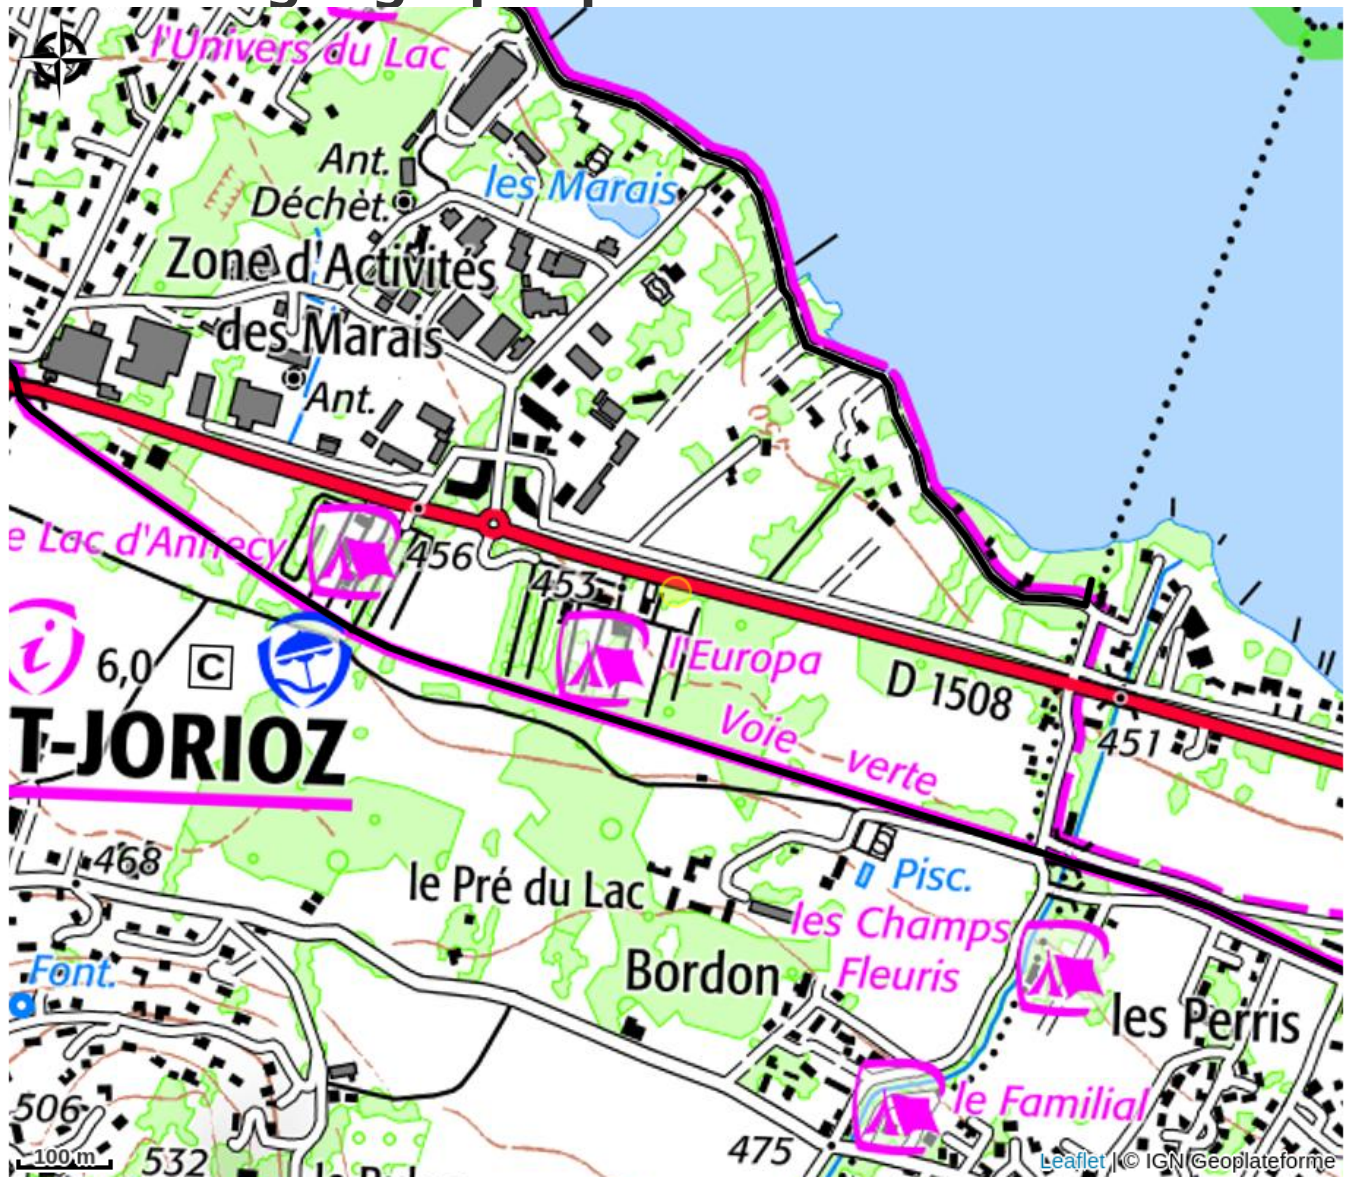 l'Univers du Lac
Ant.
Déchèt.
les Marais
Zone d'Activités
des Marais
Ant.
e Lac d'Annecy
456
453
l'Europa
D 1508
6,0
C
i
Voie verte
451
T-JORIOZ
468
le Pré du Lac
Pisc.
les Champs
Fleuris
Bordon
Font.
les Perris
le Familial
506
532
475
100 m
Leaflet | © IGN Geoplateforme